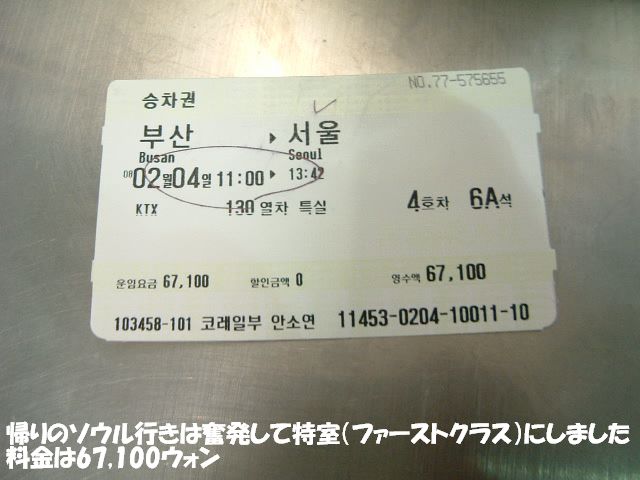 NO.77-575655
승차권
부산 ▶ 서울
Busan Seoul
08 02월 04일 11:00 ▶ 13:42
KTX 130 열차 특실 4호차 6A석
운임요금 67,100 할인금액 0 영수액 67,100
103458-101 코레일부 안소연 11453-0204-10011-10
帰りのソウル行きは奮発して特室(ファーストクラス)にしました
料金は67,100ウォン